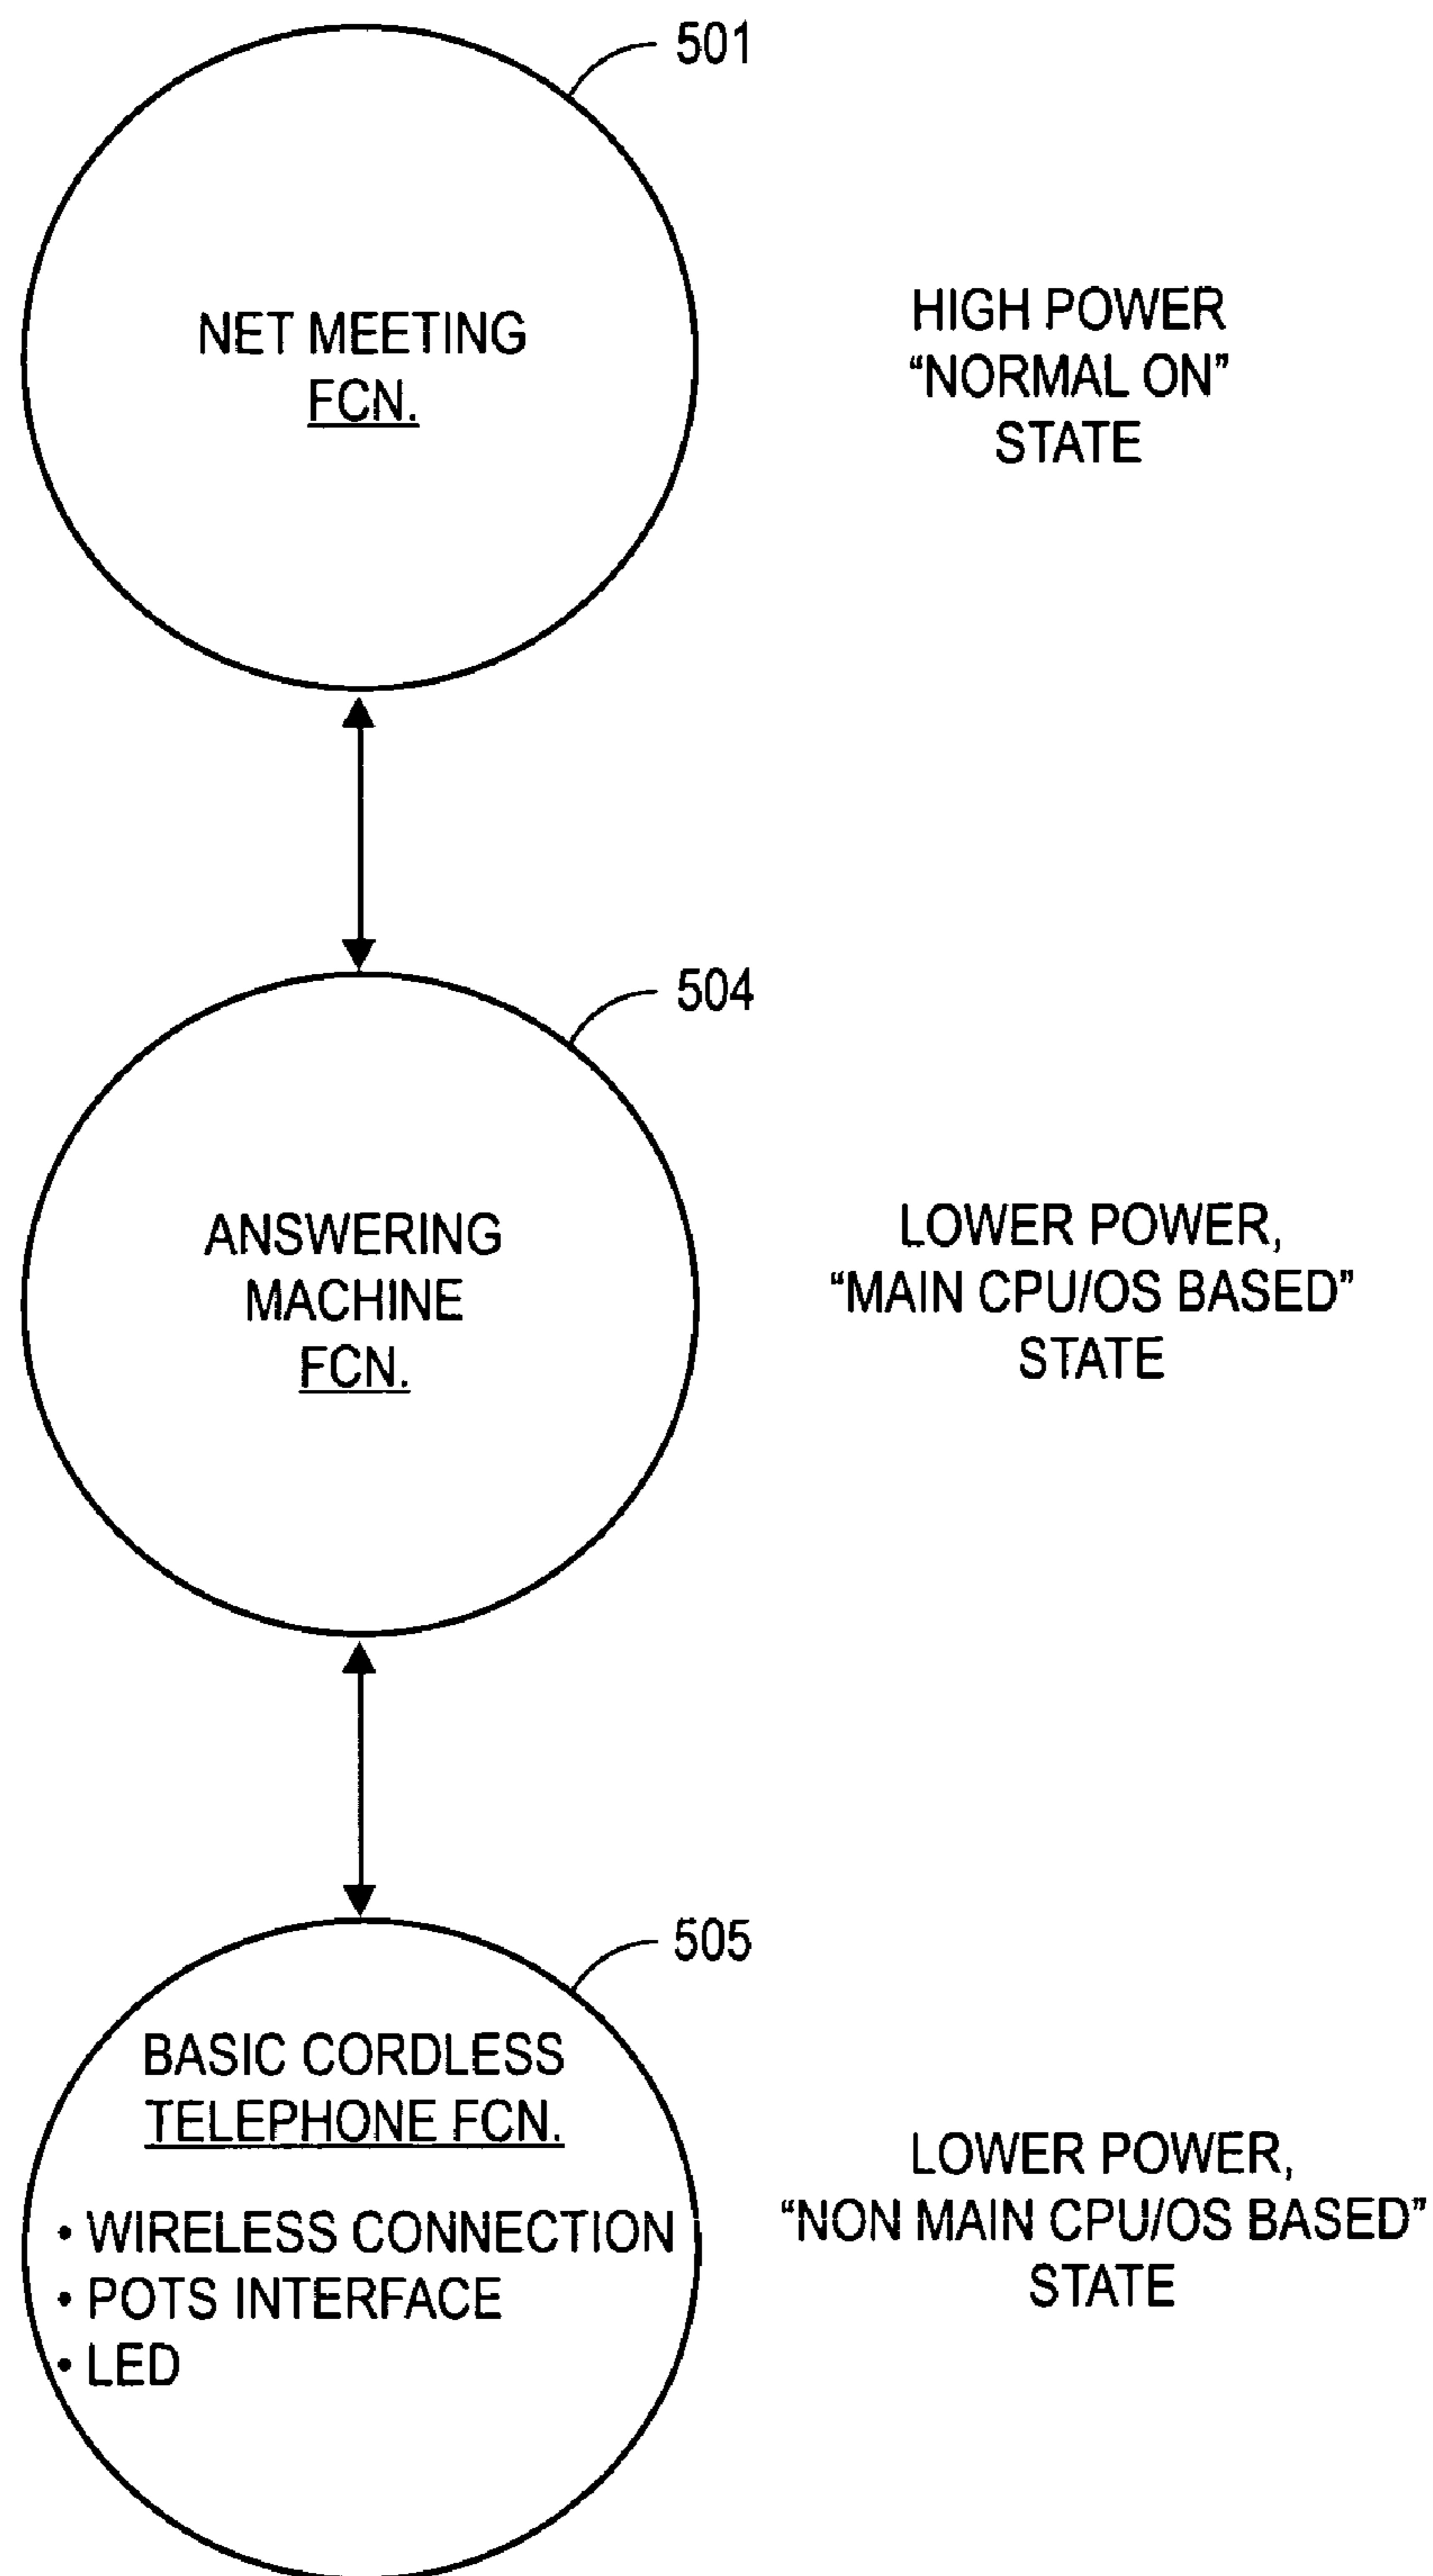 501
NET MEETING
FCN.
HIGH POWER
“NORMAL ON”
STATE
504
ANSWERING
MACHINE
FCN.
LOWER POWER,
“MAIN CPU/OS BASED”
STATE
505
BASIC CORDLESS
TELEPHONE FCN.
• WIRELESS CONNECTION
• POTS INTERFACE
• LED
LOWER POWER,
“NON MAIN CPU/OS BASED”
STATE